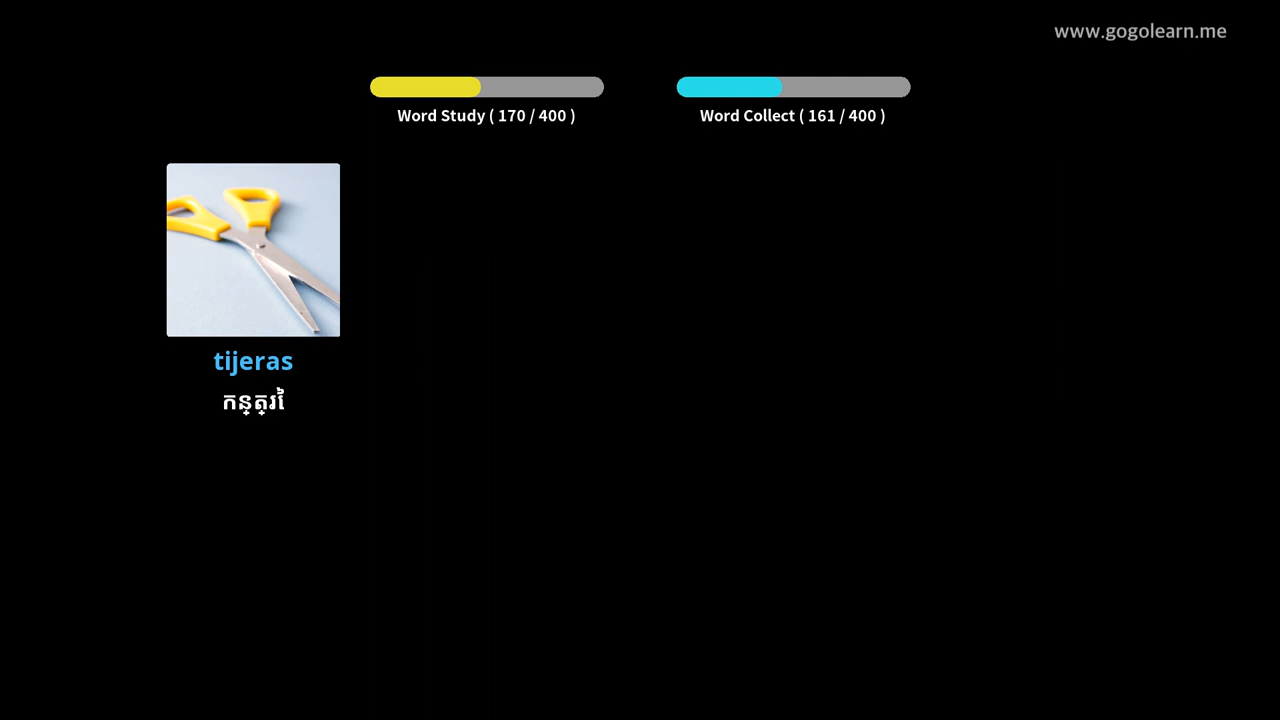 www.gogolearn.me
Word Study ( 170 / 400 )
Word Collect ( 161 / 400 )
tijeras
កន្ត្រៃ